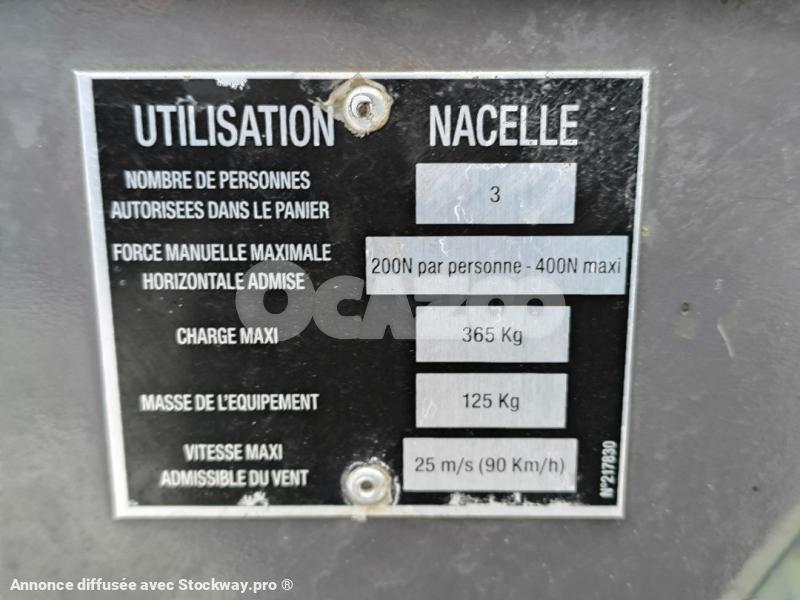 UTILISATION NACELLE
NOMBRE DE PERSONNES
AUTORISEES DANS LE PANIER
3
FORCE MANUELLE MAXIMALE
HORIZONTALE ADMISE
200N par personne - 400N maxi
OCAZOO
CHARGE MAXI
365 Kg
MASSE DE L'EQUIPEMENT
125 Kg
VITESSE MAXI
ADMISSIBLE DU VENT
25 m/s (90 Km/h)
N°217830
Annonce diffusée avec Stockway.pro ®